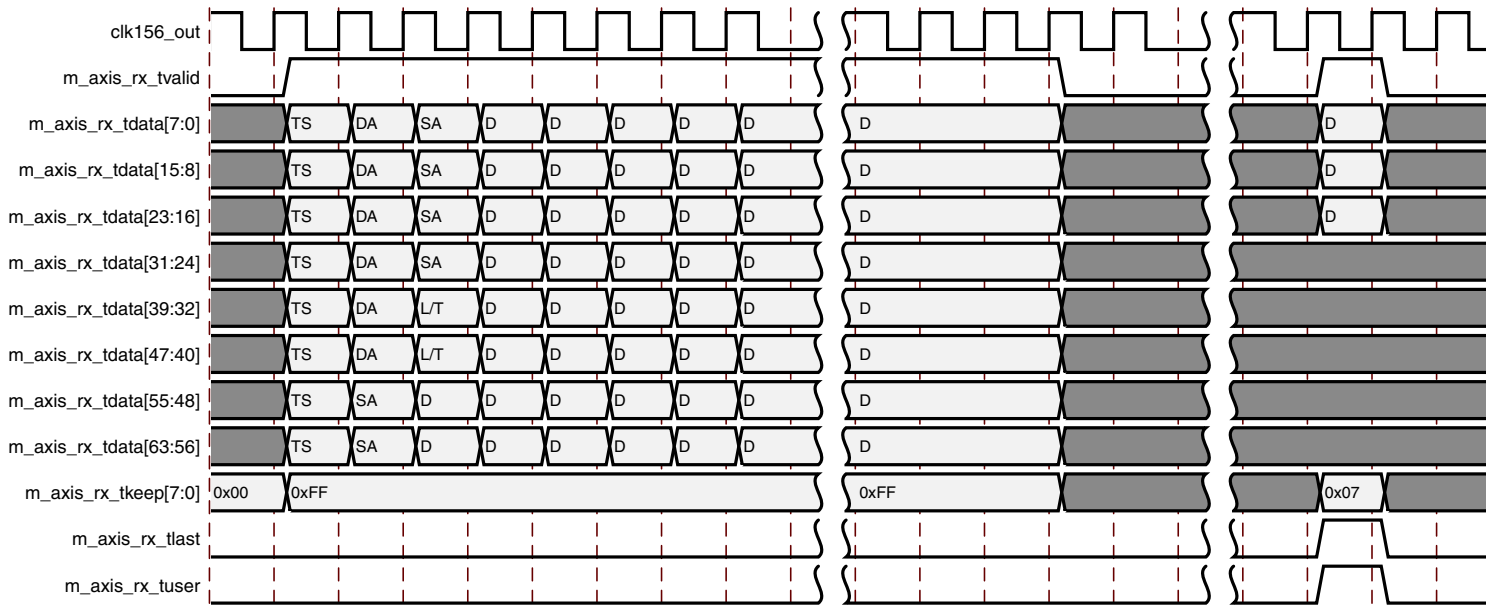 clk156_out
m_axis_rx_tvalid
m_axis_rx_tdata[7:0] TS DA SA D D D D D D D
m_axis_rx_tdata[15:8] TS DA SA D D D D D D D
m_axis_rx_tdata[23:16] TS DA SA D D D D D D D
m_axis_rx_tdata[31:24] TS DA SA D D D D D D
m_axis_rx_tdata[39:32] TS DA L/T D D D D D D
m_axis_rx_tdata[47:40] TS DA L/T D D D D D D
m_axis_rx_tdata[55:48] TS SA D D D D D D D
m_axis_rx_tdata[63:56] TS SA D D D D D D D
m_axis_rx_tkeep[7:0] 0x00 0xFF 0xFF 0x07
m_axis_rx_tlast
m_axis_rx_tuser